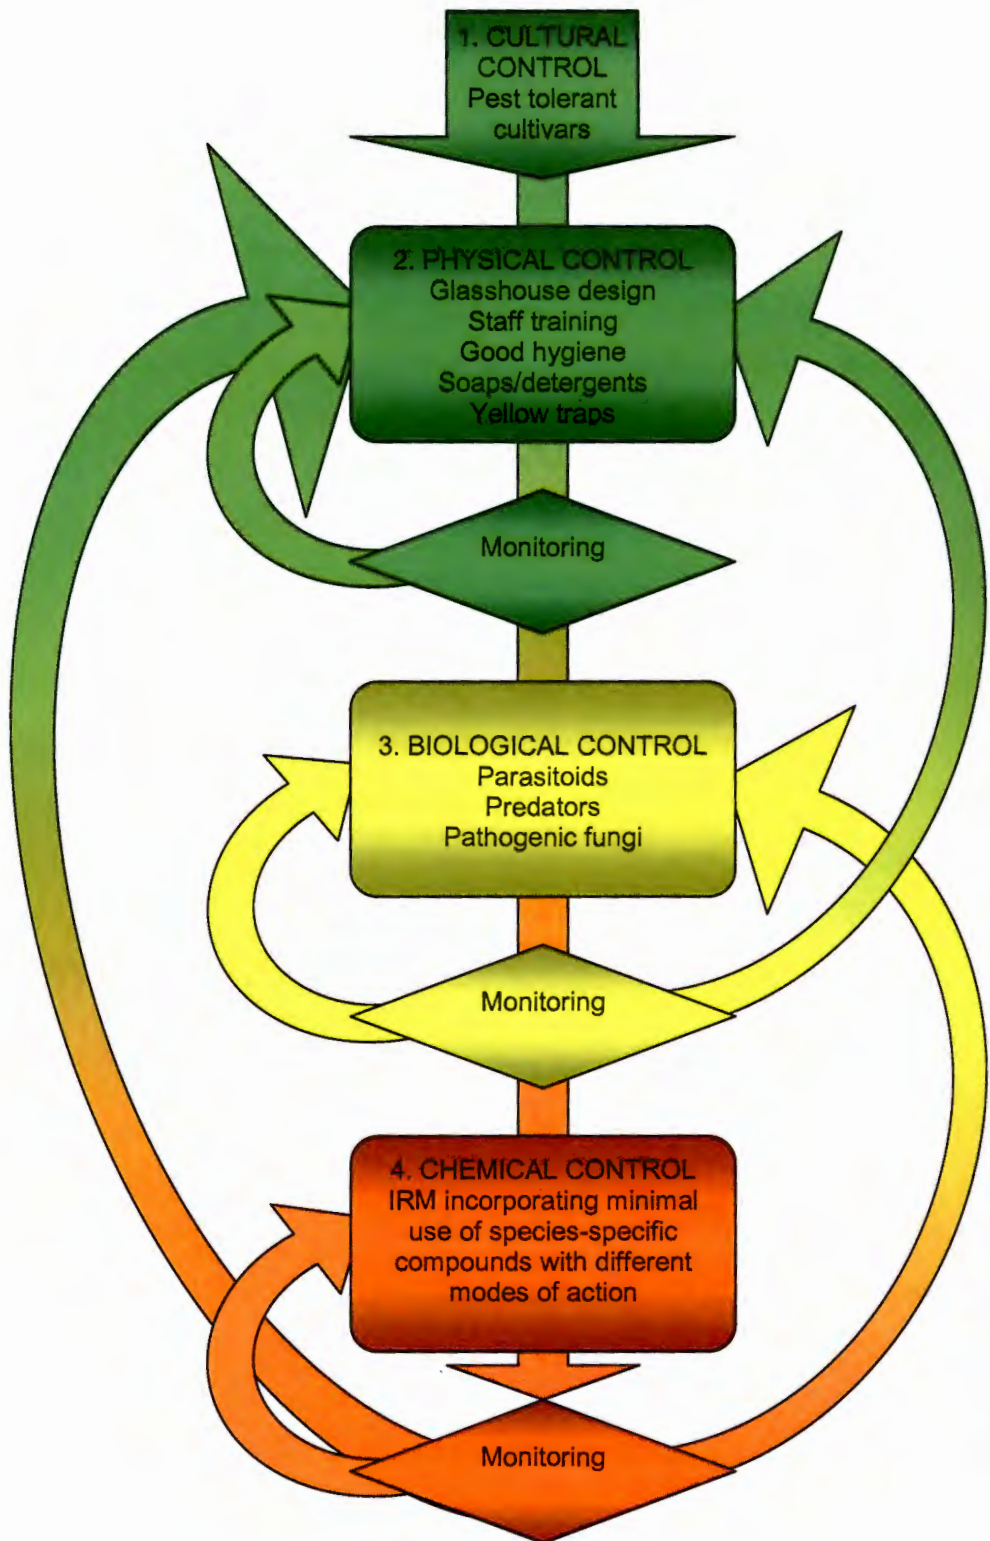 1. CULTURAL
CONTROL
Pest tolerant
cultivars
2. PHYSICAL CONTROL
Glasshouse design
Staff training
Good hygiene
Soaps/detergents
Yellow traps
Monitoring
3. BIOLOGICAL CONTROL
Parasitoids
Predators
Pathogenic fungi
Monitoring
4. CHEMICAL CONTROL
IRM incorporating minimal
use of species-specific
compounds with different
modes of action
Monitoring